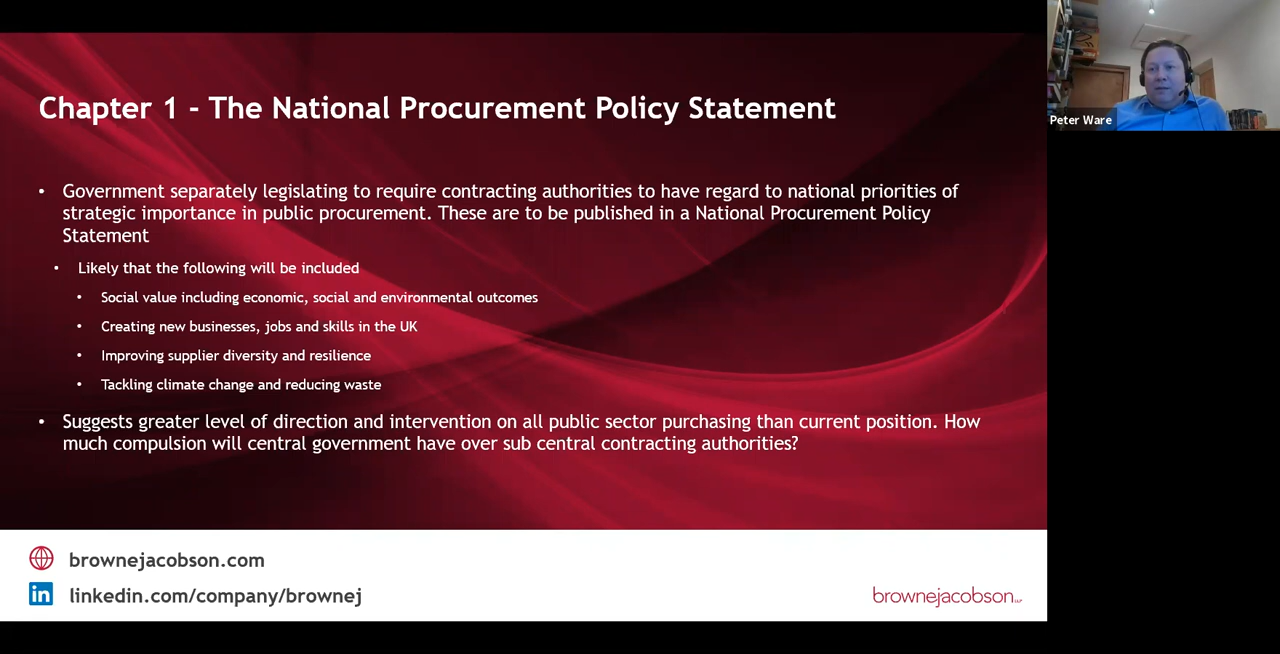 Chapter 1 - The National Procurement Policy Statement
Peter Ware
• Government separately legislating to require contracting authorities to have regard to national priorities of
strategic importance in public procurement. These are to be published in a National Procurement Policy
Statement
• Likely that the following will be included
• Social value including economic, social and environmental outcomes
• Creating new businesses, jobs and skills in the UK
• Improving supplier diversity and resilience
• Tackling climate change and reducing waste
• Suggests greater level of direction and intervention on all public sector purchasing than current position. How
much compulsion will central government have over sub central contracting authorities?
brownejacobson.com
in linkedin.com/company/brownej
brownejacobson